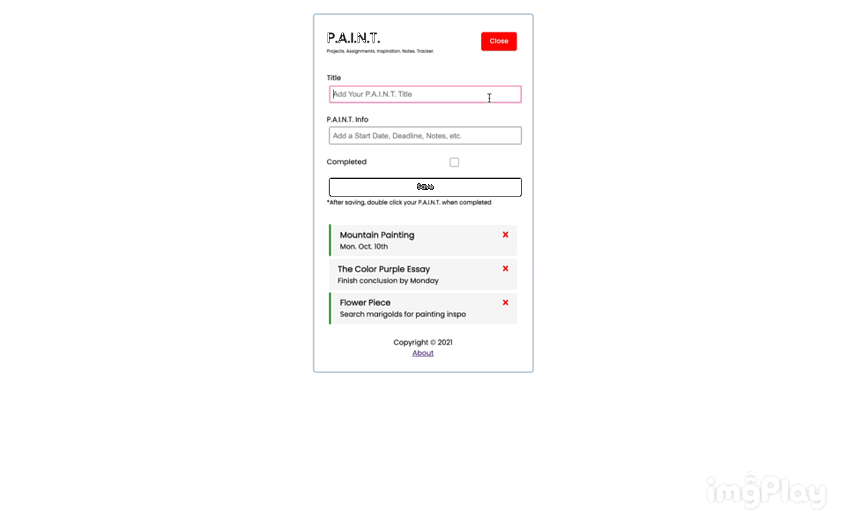 P.A.I.N.T.
Close
Projects. Assignments. Inspiration. Notes. Tracker.
Title
Add Your P.A.I.N.T. Title
P.A.I.N.T. Info
Add a Start Date, Deadline, Notes, etc.
Completed
Save
*After saving, double click your P.A.I.N.T. when completed
Mountain Painting
Mon. Oct. 10th
The Color Purple Essay
Finish conclusion by Monday
Flower Piece
Search marigolds for painting inspo
Copyright © 2021
About
imgPlay